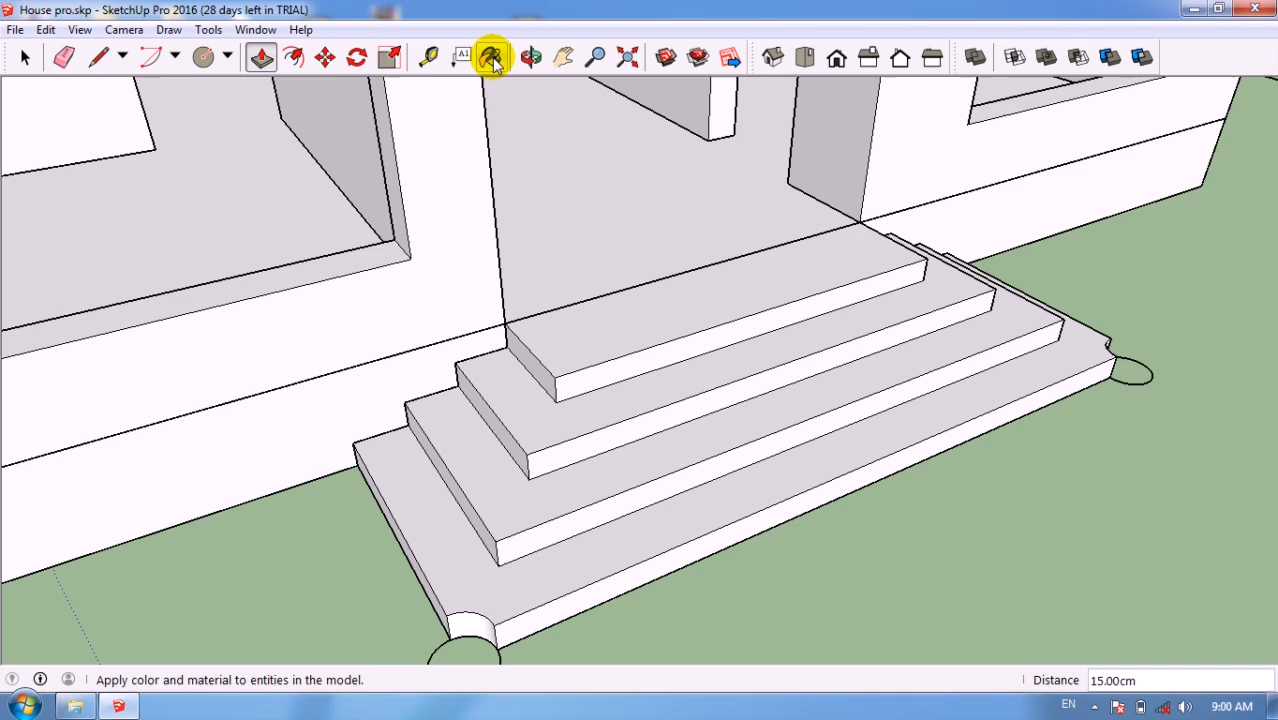 House pro.skp - SketchUp Pro 2016 (28 days left in TRIAL)
File Edit View Camera Draw Tools Window Help
A1
Apply color and material to entities in the model.
Distance 15.00cm
EN 9:00 AM